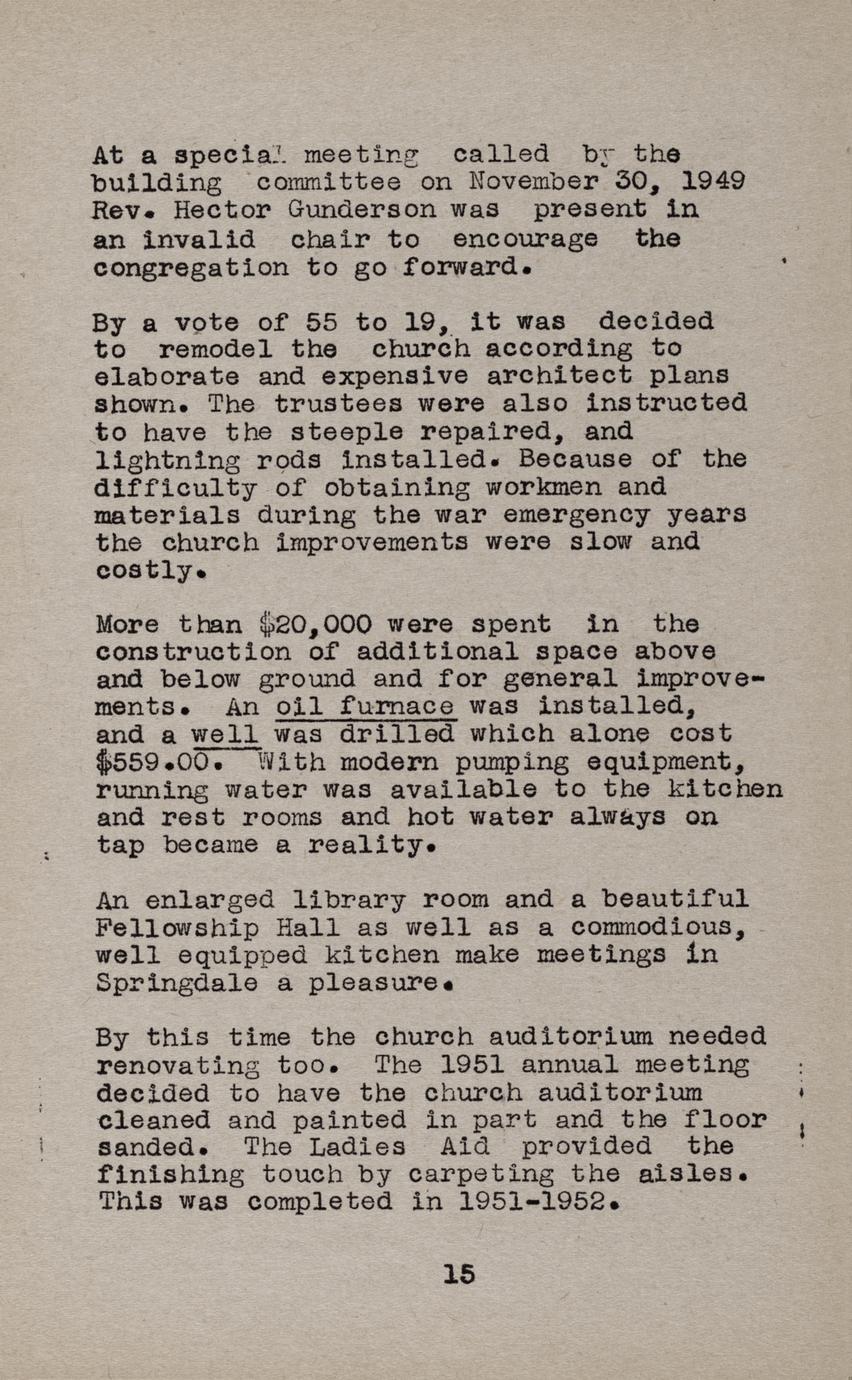 At a special meeting called by the
building committee on November 30, 1949
Rev. Hector Gunderson was present in
an invalid chair to encourage the
congregation to go forward.
By a vote of 55 to 19, it was decided
to remodel the church according to
elaborate and expensive architect plans
shown. The trustees were also instructed
to have the steeple repaired, and
lightning rods installed. Because of the
difficulty of obtaining workmen and
materials during the war emergency years
the church improvements were slow and
costly.
More than $20,000 were spent in the
construction of additional space above
and below ground and for general improve-
ments. An oil furnace was installed,
and a well was drilled which alone cost
$559.00. With modern pumping equipment,
running water was available to the kitchen
and rest rooms and hot water always on
tap became a reality.
An enlarged library room and a beautiful
Fellowship Hall as well as a commodious,
well equipped kitchen make meetings in
Springdale a pleasure.
By this time the church auditorium needed
renovating too. The 1951 annual meeting
decided to have the church auditorium
cleaned and painted in part and the floor
sanded. The Ladies Aid provided the
finishing touch by carpeting the aisles.
This was completed in 1951-1952.
15